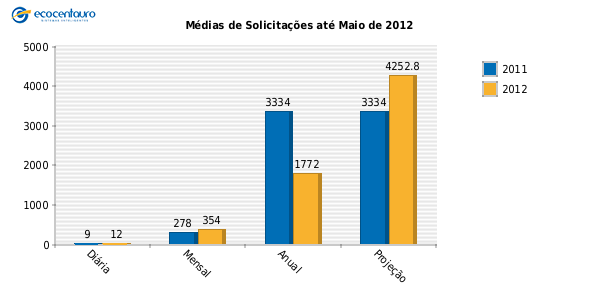 ecocentauro
Médias de Solicitações até Maio de 2012
5000
4000
3000
2000
1000
0
9
12
278
354
3334
1772
3334
4252.8
Diária
Mensal
Anual
Projeção
2011
2012